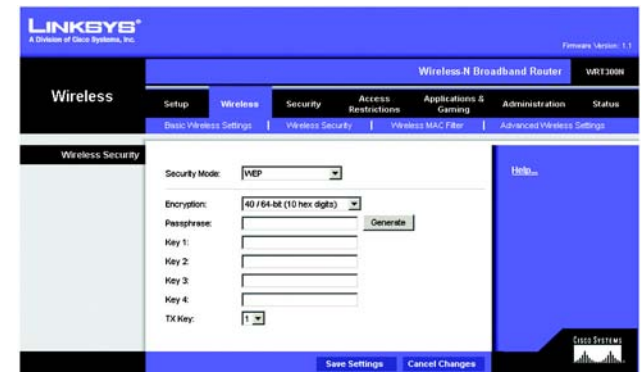 LINKSYS®
A Division of Cisco Systems, Inc.
Firmware Version: 1.1
Wireless-N Broadband Router WRT300N
Wireless
Setup Wireless Security Access Restrictions Applications & Gaming Administration Status
Basic Wireless Settings | Wireless Security | Wireless MAC Filter | Advanced Wireless Settings
Wireless Security
Security Mode: WEP
Help...
Encryption: 40 / 64-bit (10 hex digits)
Passphrase: Generate
Key 1:
Key 2:
Key 3:
Key 4:
TX Key: 1
CISCO SYSTEMS
Save Settings Cancel Changes